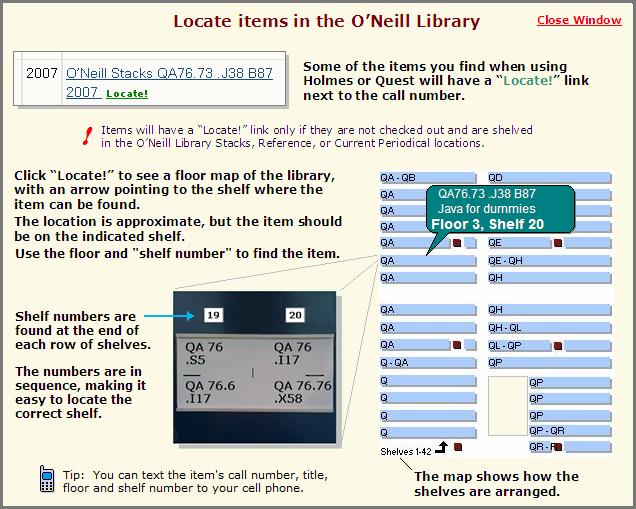 Locate items in the O’Neill Library
Close Window
2007 O’Neill Stacks QA76.73 .J38 B87
2007 Locate!
Some of the items you find when using
Holmes or Quest will have a “Locate!” link
next to the call number.
! Items will have a “Locate!” link only if they are not checked out and are shelved
in the O’Neill Library Stacks, Reference, or Current Periodical locations.
Click “Locate!” to see a floor map of the library,
with an arrow pointing to the shelf where the
item can be found.
The location is approximate, but the item should
be on the indicated shelf.
Use the floor and "shelf number" to find the item.
Shelf numbers are
found at the end of
each row of shelves.
The numbers are in
sequence, making it
easy to locate the
correct shelf.
19
20
QA 76
.S5
QA 76.6
.I17
QA 76
.I17
QA 76.76
.X58
QA - QB
QA
QA
QA
QA
QA
QA
QA
QA
QA
Q - QA
Q
Q
Q
Q
QD
QA76.73 .J38 B87
Java for dummies
Floor 3, Shelf 20
QE
QE - QH
QH
QH
QH - QL
QL - QP
QP
QP
QP
QP
QP - QR
QR - R
Shelves 1-42
The map shows how the
shelves are arranged.
Tip: You can text the item's call number, title,
floor and shelf number to your cell phone.